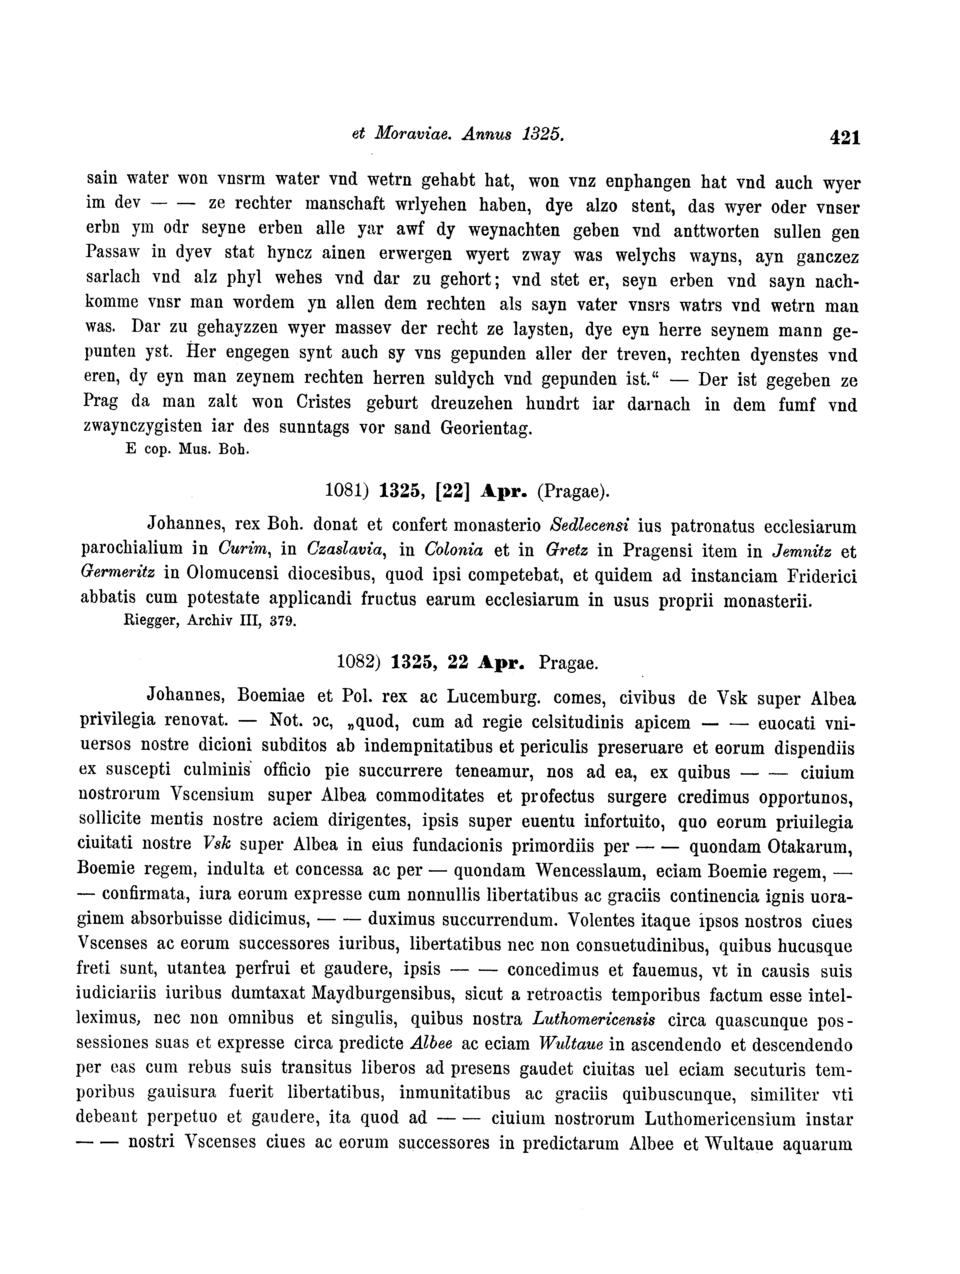 et Moraviae. Annus 1325.
421
sain water won vnsrm water vnd wetrn gehabt hat, won vnz enphangen hat vnd auch wyer
im dev — — ze rechter manschaft wrlyehen haben, dye alzo stent, das wyer oder vnser
erbn ym odr seyne erben alle yar awf dy weynachten geben vnd anttworten sullen gen
Passaw in dyev stat hyncz ainen erwergen wyert zway was welychs wayns, ayn ganczez
sarlach vnd alz phyl wehes vnd dar zu gehort; vnd stet er, seyn erben vnd sayn nach-
komme vnsr man wordem yn allen dem rechten als sayn vater vnsrs watrs vnd wetrn man
was. Dar zu gehayzzen wyer massev der recht ze laysten, dye eyn herre seynem mann ge-
punten yst. Her engegen synt auch sy vns gepunden aller der treven, rechten dyenstes vnd
eren, dy eyn man zeynem rechten herren suldych vnd gepunden ist.“ — Der ist gegeben ze
Prag da man zalt won Cristes geburt dreuzehen hundrt iar darnach in dem fumf vnd
zwaynczygisten iar des sunntags vor sand Georientag.
E cop. Mus. Boh.
1081) 1325, [22] Apr. (Pragae).
Johannes, rex Boh. donat et confert monasterio Sedlecensi ius patronatus ecclesiarum
parochialium in Curim, in Czaslavia, in Colonia et in Gretz in Pragensi item in Jemnitz et
Germeritz in Olomucensi diocesibus, quod ipsi competebat, et quidem ad instanciam Friderici
abbatis cum potestate applicandi fructus earum ecclesiarum in usus proprii monasterii.
Riegger, Archiv III, 379.
1082) 1325, 22 Apr. Pragae.
Johannes, Boemiae et Pol. rex ac Lucemburg. comes, civibus de Vsk super Albea
privilegia renovat. — Not. ɔc, „quod, cum ad regie celsitudinis apicem — — euocati vni-
uersos nostre dicioni subditos ab indempnitatibus et periculis preseruare et eorum dispendiis
ex suscepti culminis officio pie succurrere teneamur, nos ad ea, ex quibus — — ciuium
nostrorum Vscensium super Albea commoditates et profectus surgere credimus opportunos,
sollicite mentis nostre aciem dirigentes, ipsis super euentu infortuito, quo eorum priuilegia
ciuitati nostre Vsk super Albea in eius fundacionis primordiis per — — quondam Otakarum,
Boemie regem, indulta et concessa ac per — quondam Wencesslaum, eciam Boemie regem, —
— confirmata, iura eorum expresse cum nonnullis libertatibus ac graciis continencia ignis uora-
ginem absorbuisse didicimus, — — duximus succurrendum. Volentes itaque ipsos nostros ciues
Vscenses ac eorum successores iuribus, libertatibus nec non consuetudinibus, quibus hucusque
freti sunt, utantea perfrui et gaudere, ipsis — — concedimus et fauemus, vt in causis suis
iudiciariis iuribus dumtaxat Maydburgensibus, sicut a retroactis temporibus factum esse intel-
leximus, nec non omnibus et singulis, quibus nostra Luthomericensis circa quascunque pos-
sessiones suas et expresse circa predicte Albee ac eciam Wultaue in ascendendo et descendendo
per eas cum rebus suis transitus liberos ad presens gaudet ciuitas uel eciam secuturis tem-
poribus gauisura fuerit libertatibus, inmunitatibus ac graciis quibuscunque, similiter vti
debeant perpetuo et gaudere, ita quod ad — — ciuium nostrorum Luthomericensium instar
— — nostri Vscenses ciues ac eorum successores in predictarum Albee et Wultaue aquarum